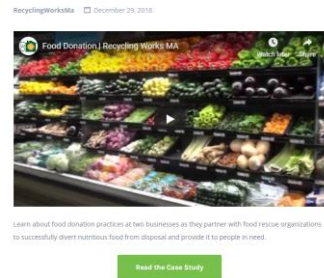 RecyclingWorksMa December 29, 2018
Food Donation | Recycling Works MA
Watch later Share
Learn about food donation practices at two businesses as they partner with food rescue organizations
to successfully divert nutritious food from disposal and provide it to people in need.
Read the Case Study